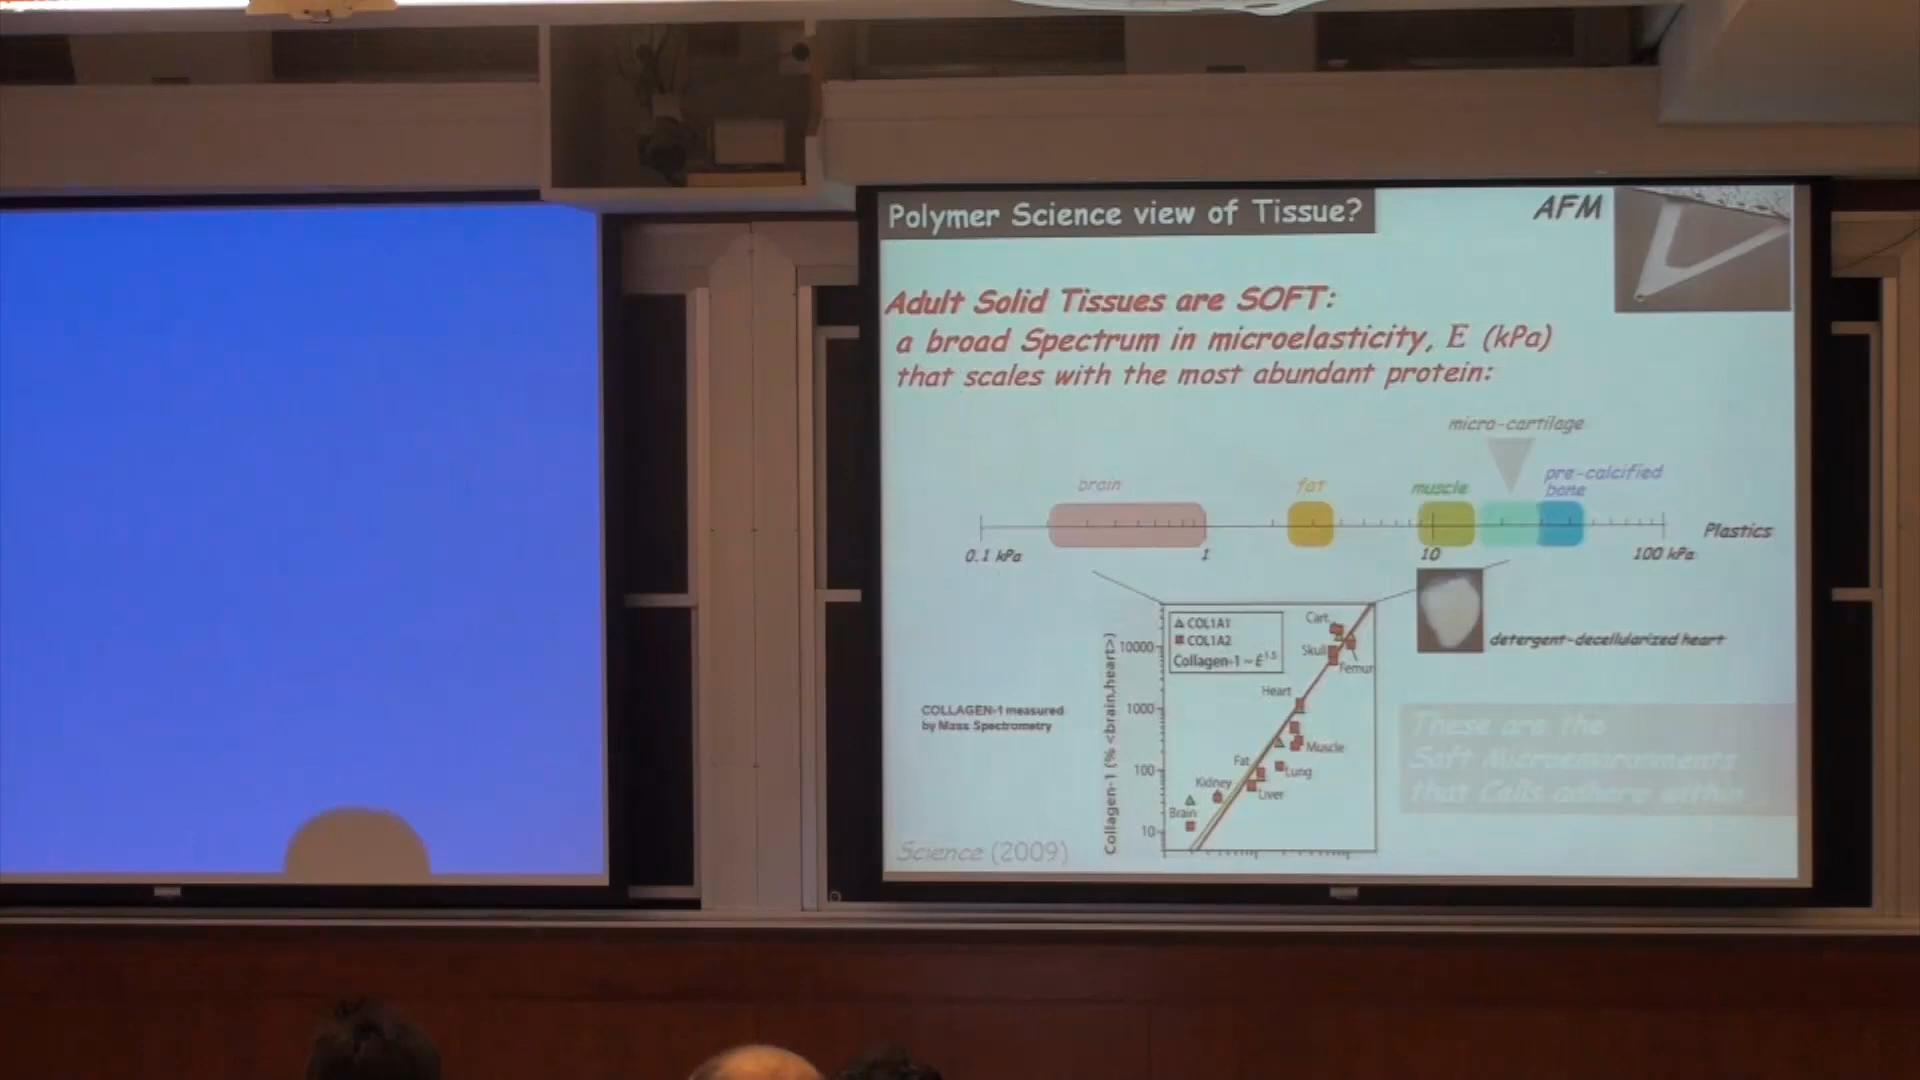 Polymer Science view of Tissue?
AFM
Adult Solid Tissues are SOFT:
a broad Spectrum in microelasticity, E (kPa)
that scales with the most abundant protein:
micro-cartilage
brain
fat
muscle
pre-calcified
bone
Plastics
0.1 kPa
1
10
100 kPa
COL1A1
COL1A2
Collagen-1 ~ E^1.5
Cart.
Skull
Femur
Heart
Muscle
Fat
Lung
Kidney
Liver
Brain
10000
1000
100
10
Collagen-1 (% <brain,heart>)
detergent-decellularized heart
COLLAGEN-1 measured
by Mass Spectrometry
These are the
Soft Microenvironments
that Cells adhere within
Science (2009)